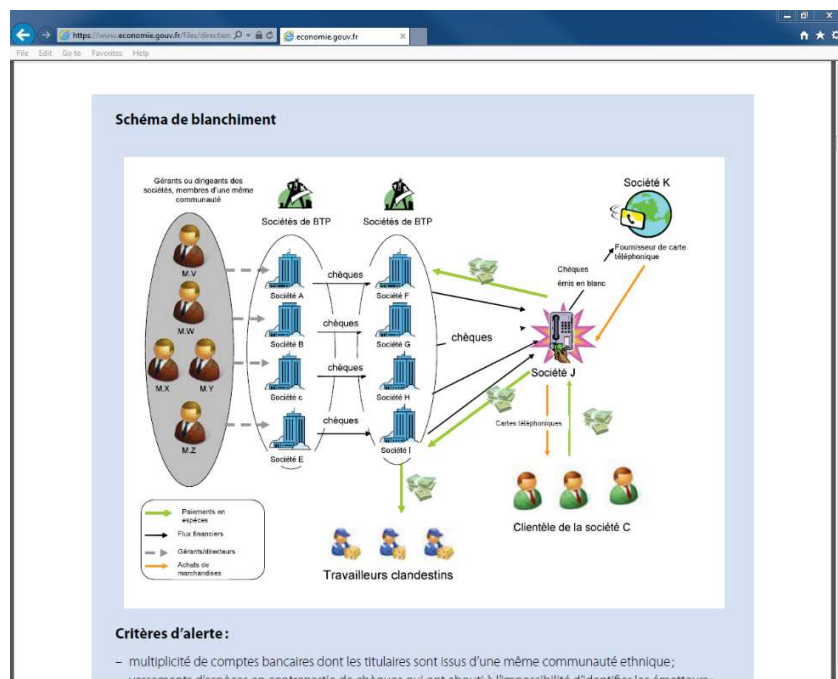 https://www.economie.gouv.fr/files/direction
economie.gouv.fr
File Edit Go to Favorites Help
Schéma de blanchiment
Gérants ou dirigeants des
sociétés, membres d'une même
communauté
M.V
M.W
M.X
M.Y
M.Z
Sociétés de BTP
Société A
Société B
Société c
Société E
chèques
chèques
chèques
chèques
Sociétés de BTP
Société F
Société G
Société H
Société I
chèques
Société K
Fournisseur de carte
téléphonique
Chèques
émis en blanc
Société J
Cartes téléphoniques
Clientèle de la société C
Travailleurs clandestins
Paiements en
espèces
Flux financiers
Gérants/directeurs
Achats de
marchandises
Critères d'alerte :
– multiplicité de comptes bancaires dont les titulaires sont issus d'une même communauté ethnique ;